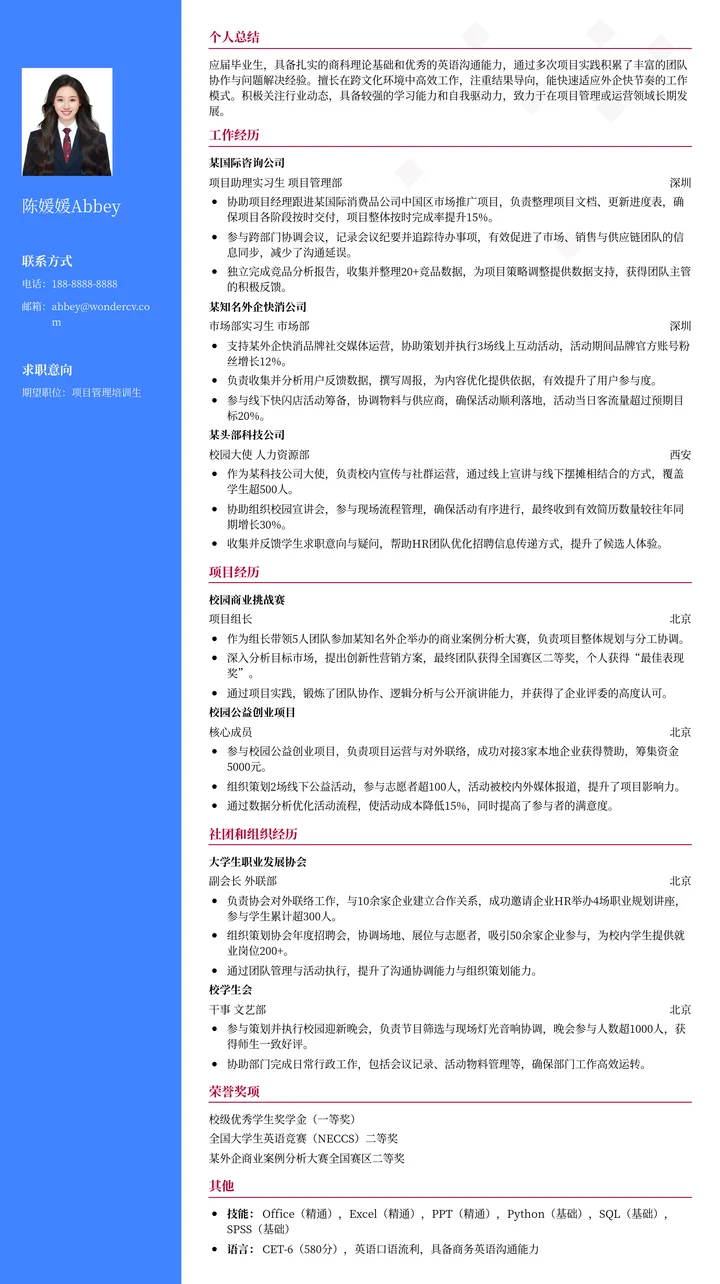 陈媛媛Abbey
联系方式
电话：188-8888-8888
邮箱：abbey@wondercv.co
m
求职意向
期望职位：项目管理培训生
个人总结
应届毕业生，具备扎实的商科理论基础和优秀的英语沟通能力，通过多次项目实践积累了丰富的团队
协作与问题解决经验。擅长在跨文化环境中高效工作，注重结果导向，能快速适应外企快节奏的工作
模式。积极关注行业动态，具备较强的学习能力和自我驱动力，致力于在项目管理或运营领域长期发
展。
工作经历
某国际咨询公司
项目助理实习生 项目管理部 深圳
• 协助项目经理跟进某国际消费品公司中国区市场推广项目，负责整理项目文档、更新进度表，确
保项目各阶段按时交付，项目整体按时完成率提升15%。
• 参与跨部门协调会议，记录会议纪要并追踪待办事项，有效促进了市场、销售与供应链团队的信
息同步，减少了沟通延误。
• 独立完成竞品分析报告，收集并整理20+竞品数据，为项目策略调整提供数据支持，获得团队主管
的积极反馈。
某知名外企快消公司
市场部实习生 市场部 深圳
• 支持某外企快消品牌社交媒体运营，协助策划并执行3场线上互动活动，活动期间品牌官方账号粉
丝增长12%。
• 负责收集并分析用户反馈数据，撰写周报，为内容优化提供依据，有效提升了用户参与度。
• 参与线下快闪店活动筹备，协调物料与供应商，确保活动顺利落地，活动当日客流量超过预期目
标20%。
某头部科技公司
校园大使 人力资源部 西安
• 作为某科技公司大使，负责校内宣传与社群运营，通过线上宣讲与线下摆摊相结合的方式，覆盖
学生超500人。
• 协助组织校园宣讲会，参与现场流程管理，确保活动有序进行，最终收到有效简历数量较往年同
期增长30%。
• 收集并反馈学生求职意向与疑问，帮助HR团队优化招聘信息传递方式，提升了候选人体验。
项目经历
校园商业挑战赛
项目组长 北京
• 作为组长带领5人团队参加某知名外企举办的商业案例分析大赛，负责项目整体规划与分工协调。
• 深入分析目标市场，提出创新性营销方案，最终团队获得全国赛区二等奖，个人获得“最佳表现
奖”。
• 通过项目实践，锻炼了团队协作、逻辑分析与公开演讲能力，并获得了企业评委的高度认可。
校园公益创业项目
核心成员 北京
• 参与校园公益创业项目，负责项目运营与对外联络，成功对接3家本地企业获得赞助，筹集资金
5000元。
• 组织策划2场线下公益活动，参与志愿者超100人，活动被校内外媒体报道，提升了项目影响力。
• 通过数据分析优化活动流程，使活动成本降低15%，同时提高了参与者的满意度。
社团和组织经历
大学生职业发展协会
副会长 外联部 北京
• 负责协会对外联络工作，与10余家企业建立合作关系，成功邀请企业HR举办4场职业规划讲座，
参与学生累计超300人。
• 组织策划协会年度招聘会，协调场地、展位与志愿者，吸引50余家企业参与，为校内学生提供就
业岗位200+。
• 通过团队管理与活动执行，提升了沟通协调能力与组织策划能力。
校学生会
干事 文艺部 北京
• 参与策划并执行校园迎新晚会，负责节目筛选与现场灯光音响协调，晚会参与人数超1000人，获
得师生一致好评。
• 协助部门完成日常行政工作，包括会议记录、活动物料管理等，确保部门工作高效运转。
荣誉奖项
校级优秀学生奖学金（一等奖）
全国大学生英语竞赛（NECCS）二等奖
某外企商业案例分析大赛全国赛区二等奖
其他
• 技能： Office（精通），Excel（精通），PPT（精通），Python（基础），SQL（基础），
SPSS（基础）
• 语言： CET-6（580分），英语口语流利，具备商务英语沟通能力